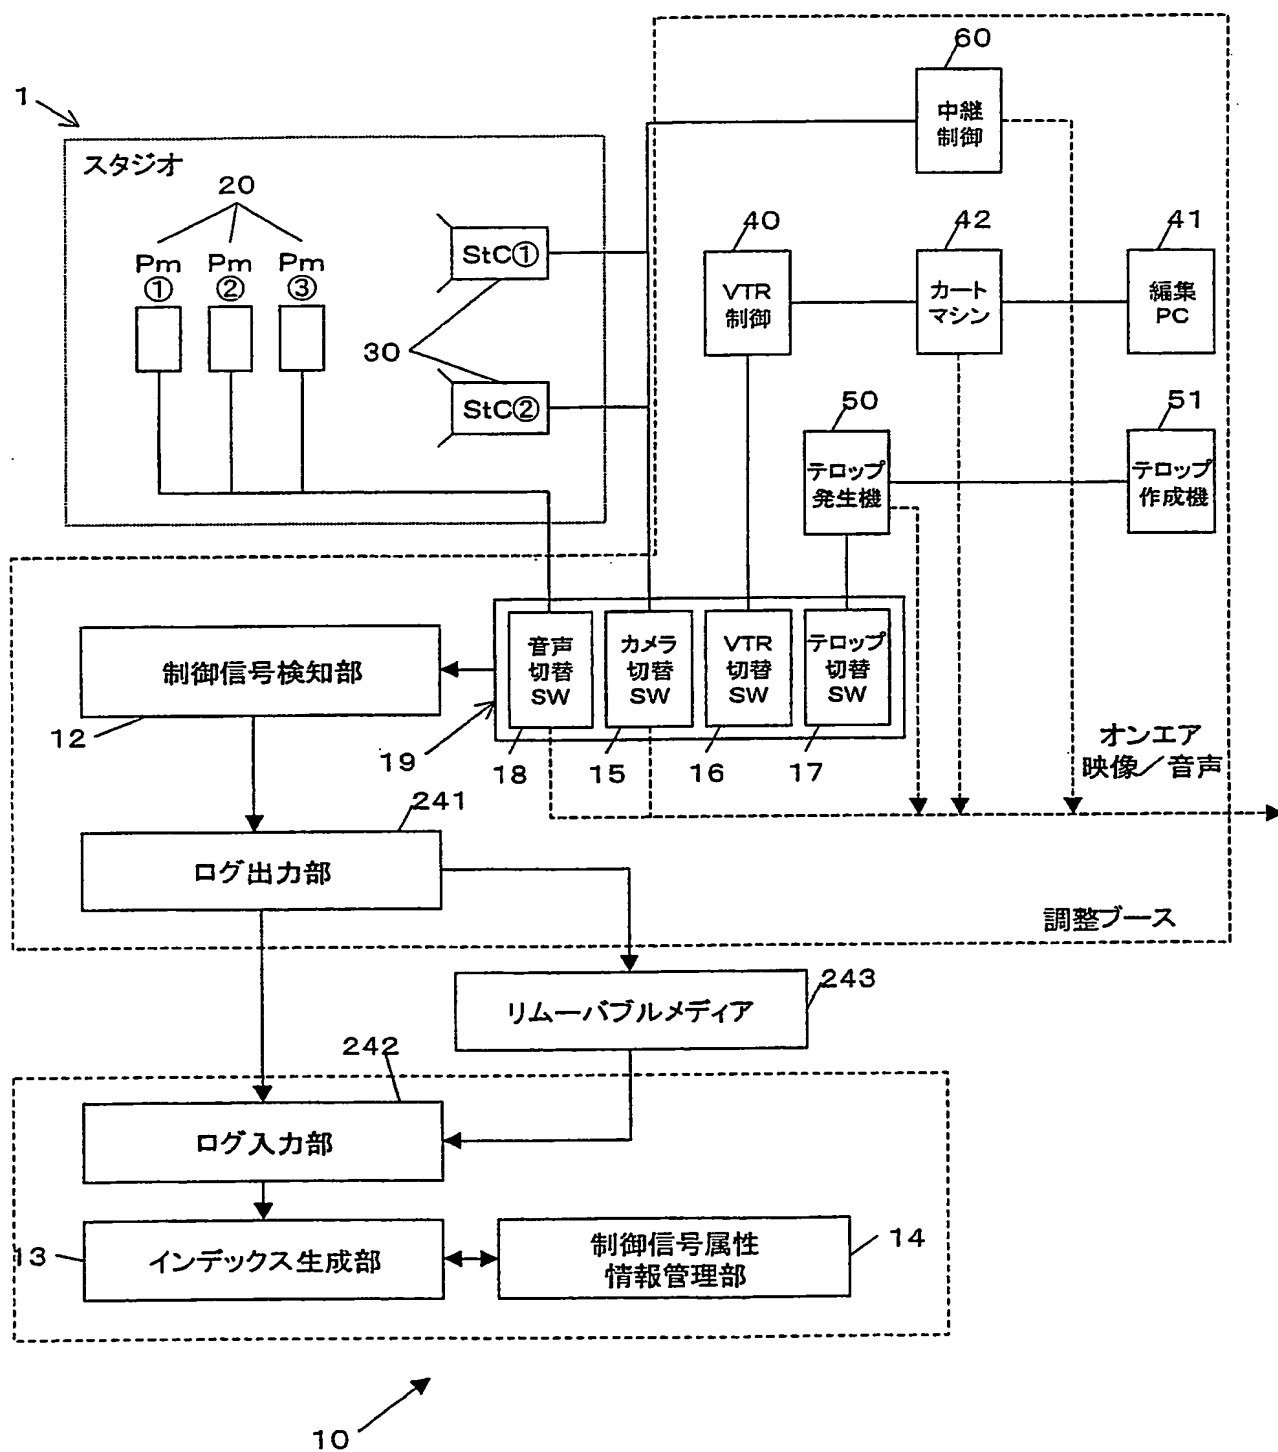 60
1
中継
制御
スタジオ
20
Pm
①
Pm
②
Pm
③
StC①
30
StC②
40
42
41
VTR
制御
カート
マシン
編集
PC
50
51
テロップ
発生機
テロップ
作成機
音声
切替
SW
カメラ
切替
SW
VTR
切替
SW
テロップ
切替
SW
制御信号検知部
12
19
18
15
16
17
オンエア
映像／音声
241
ログ出力部
調整ブース
243
リムーバブルメディア
242
ログ入力部
13
インデックス生成部
制御信号属性
情報管理部
14
10